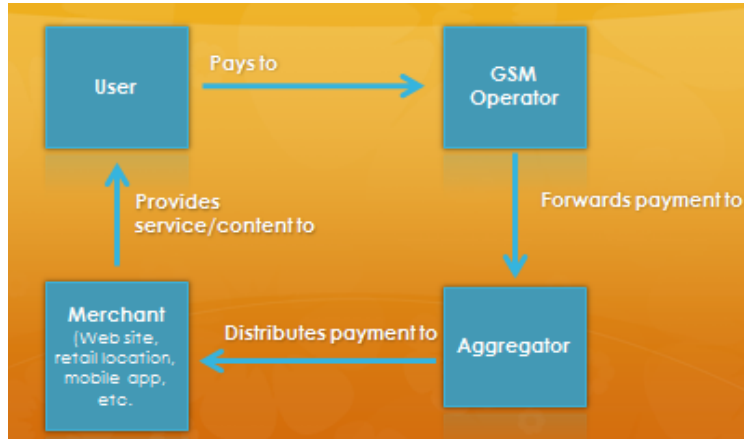 User
Pays to
GSM
Operator
Provides
service/content to
Forwards payment to
Merchant
(Web site,
retail location,
mobile app,
etc.
Distributes payment to
Aggregator